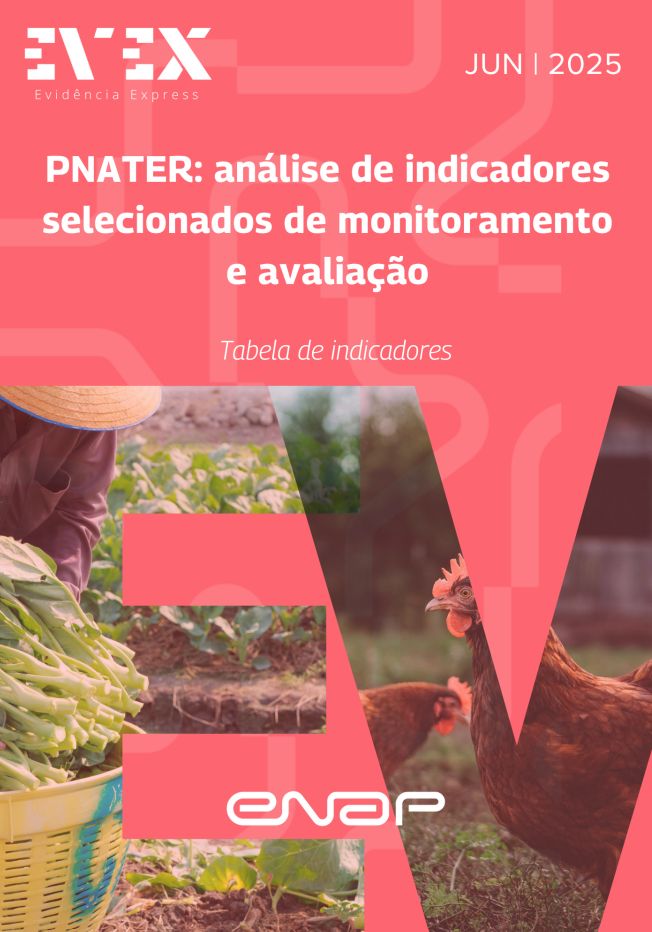 EVEX
Evidência Express
JUN | 2025
PNATER: análise de indicadores
selecionados de monitoramento
e avaliação
Tabela de indicadores
enap